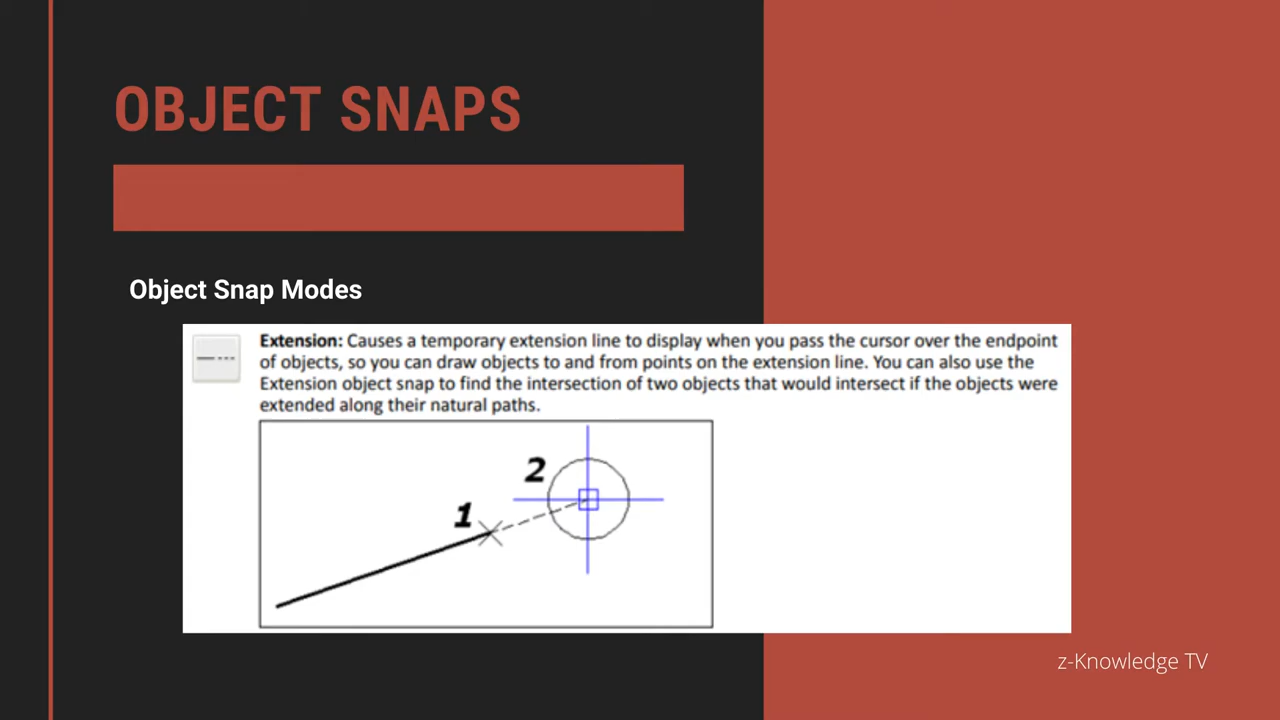 OBJECT SNAPS
Object Snap Modes
Extension: Causes a temporary extension line to display when you pass the cursor over the endpoint
of objects, so you can draw objects to and from points on the extension line. You can also use the
Extension object snap to find the intersection of two objects that would intersect if the objects were
extended along their natural paths.
2
1
z-Knowledge TV